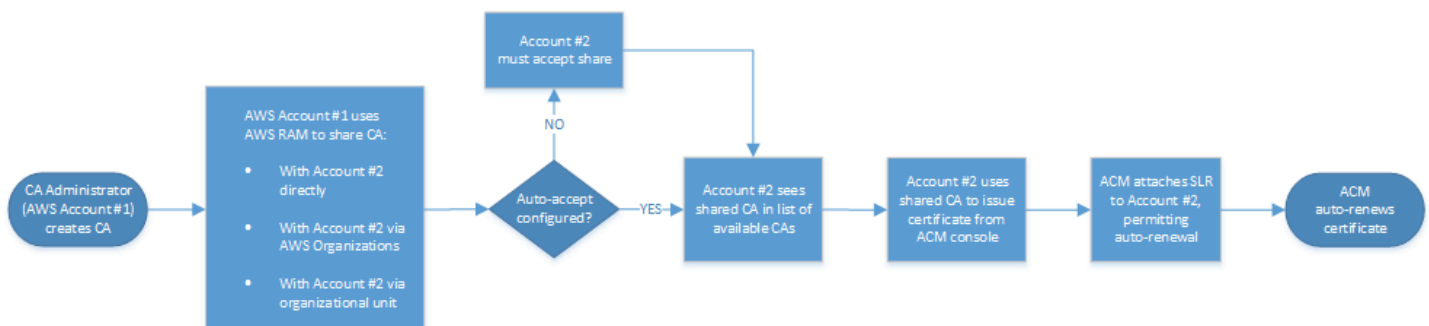 CA Administrator
(AWS Account #1)
creates CA
AWS Account #1 uses
AWS RAM to share CA:
• With Account #2
directly
• With Account #2 via
AWS Organizations
• With Account #2 via
organizational unit
Auto-accept
configured?
NO
Account #2
must accept share
YES
Account #2 sees
shared CA in list of
available CAs
Account #2 uses
shared CA to issue
certificate from
ACM console
ACM attaches SLR
to Account #2,
permitting
auto-renewal
ACM
auto-renews
certificate